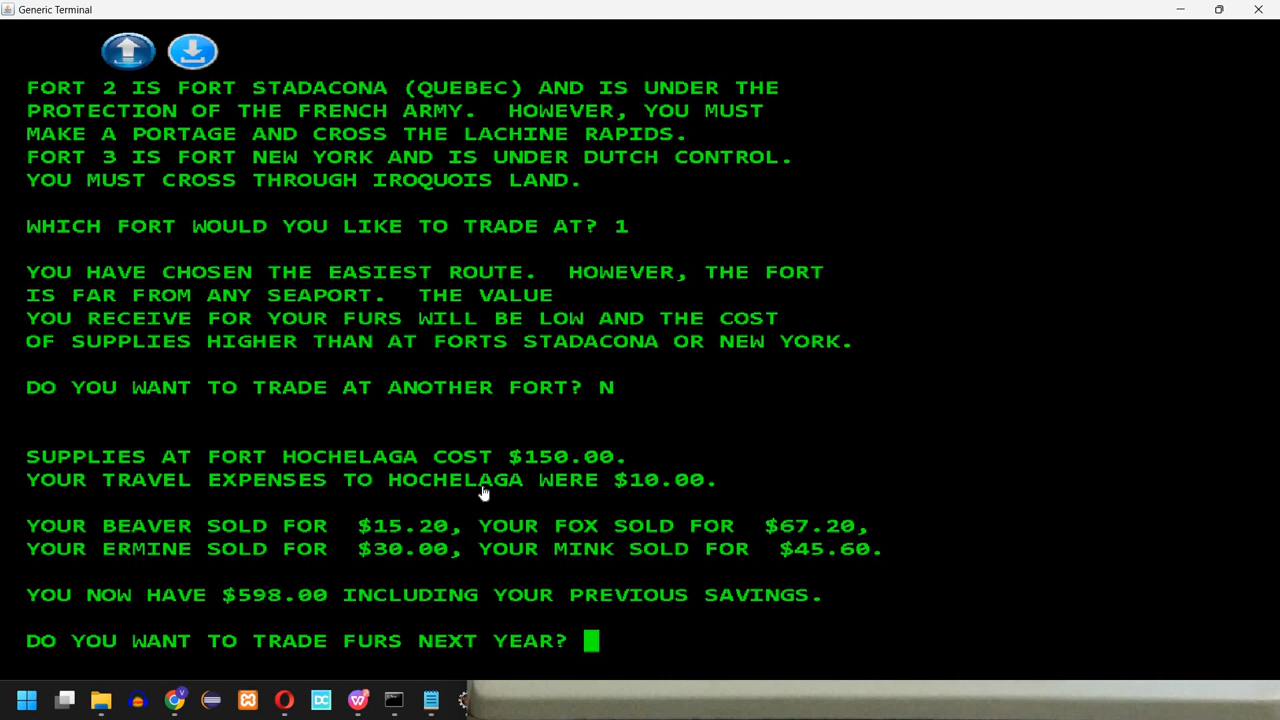 Generic Terminal
FORT 2 IS FORT STADACONA (QUEBEC) AND IS UNDER THE
PROTECTION OF THE FRENCH ARMY.  HOWEVER, YOU MUST
MAKE A PORTAGE AND CROSS THE LACHINE RAPIDS.
FORT 3 IS FORT NEW YORK AND IS UNDER DUTCH CONTROL.
YOU MUST CROSS THROUGH IROQUOIS LAND.
WHICH FORT WOULD YOU LIKE TO TRADE AT? 1
YOU HAVE CHOSEN THE EASIEST ROUTE.  HOWEVER, THE FORT
IS FAR FROM ANY SEAPORT.  THE VALUE
YOU RECEIVE FOR YOUR FURS WILL BE LOW AND THE COST
OF SUPPLIES HIGHER THAN AT FORTS STADACONA OR NEW YORK.
DO YOU WANT TO TRADE AT ANOTHER FORT? N
SUPPLIES AT FORT HOCHELAGA COST $150.00.
YOUR TRAVEL EXPENSES TO HOCHELAGA WERE $10.00.
YOUR BEAVER SOLD FOR  $15.20, YOUR FOX SOLD FOR  $67.20,
YOUR ERMINE SOLD FOR  $30.00, YOUR MINK SOLD FOR  $45.60.
YOU NOW HAVE $598.00 INCLUDING YOUR PREVIOUS SAVINGS.
DO YOU WANT TO TRADE FURS NEXT YEAR?
V
DC